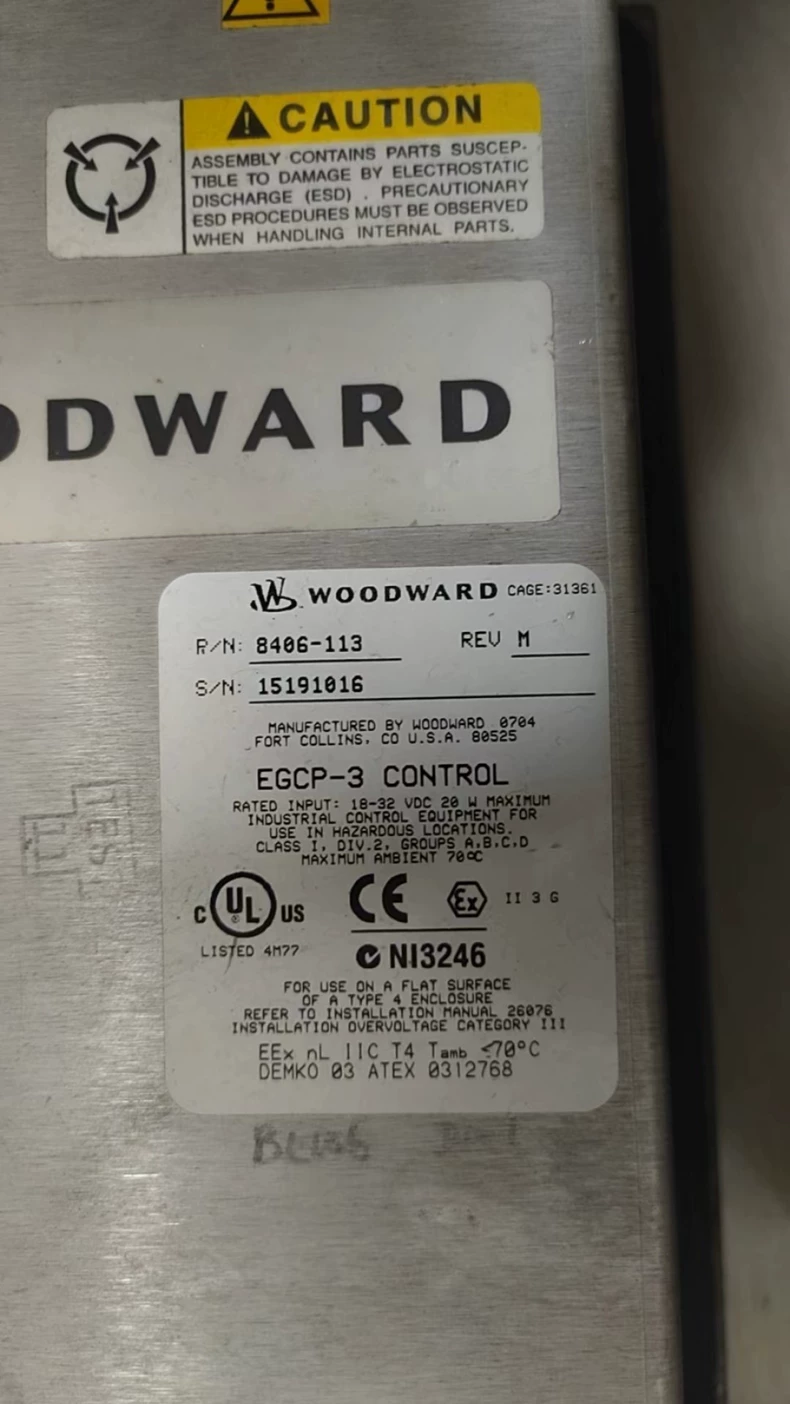 CAUTION
ASSEMBLY CONTAINS PARTS SUSCEP-
TIBLE TO DAMAGE BY ELECTROSTATIC
DISCHARGE (ESD) . PRECAUTIONARY
ESD PROCEDURES MUST BE OBSERVED
WHEN HANDLING INTERNAL PARTS.
ODWARD
WOODWARD CAGE:31361
P/N: 8406-113 REV M
S/N: 15191016
MANUFACTURED BY WOODWARD 0704
FORT COLLINS, CO U.S.A. 80525
EGCP-3 CONTROL
RATED INPUT: 18-32 VDC 20 W MAXIMUM
INDUSTRIAL CONTROL EQUIPMENT FOR
USE IN HAZARDOUS LOCATIONS.
CLASS I, DIV.2, GROUPS A,B,C,D
MAXIMUM AMBIENT 70°C
C UL ® US CE Ex II 3 G
LISTED 4M77 NI3246
FOR USE ON A FLAT SURFACE
OF A TYPE 4 ENCLOSURE
REFER TO INSTALLATION MANUAL 26076
INSTALLATION OVERVOLTAGE CATEGORY III
EEx nL IIC T4 Tamb ≤70°C
DEMKO 03 ATEX 0312768
TEST
11